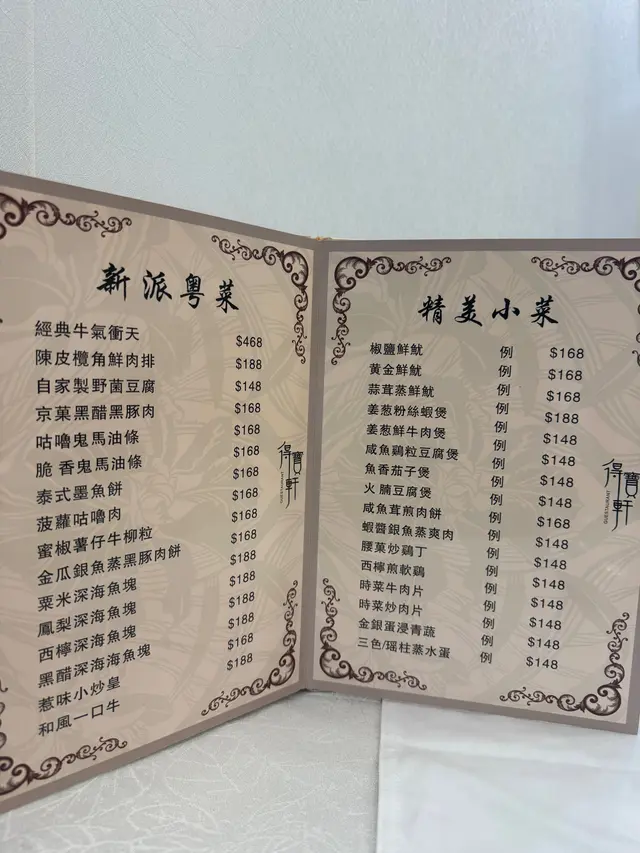 新派粵菜
經典牛氣衝天 $468
陳皮欖角鮮肉排 $188
自家製野菌豆腐 $148
京菓黑醋黑豚肉 $168
咕嚕鬼馬油條 $168
脆香鬼馬油條 $168
泰式墨魚餅 $168
菠蘿咕嚕肉 $168
蜜椒薯仔牛柳粒 $168
金瓜銀魚蒸黑豚肉餅 $168
粟米深海魚塊 $188
鳳梨深海魚塊 $188
西檸深海魚塊 $188
黑醋深海海魚塊 $188
惹味小炒皇 $168
和風一口牛 $188
得寶軒
精美小菜
椒鹽鮮魷 例 $168
黃金鮮魷 例 $168
蒜茸蒸鮮魷 例 $168
姜葱粉絲蝦煲 例 $188
姜葱鮮牛肉煲 例 $148
咸魚鷄粒豆腐煲 例 $148
魚香茄子煲 例 $148
火腩豆腐煲 例 $148
咸魚茸煎肉餅 例 $168
蝦醬銀魚蒸爽肉 例 $148
腰菓炒鷄丁 例 $148
西檸煎軟鷄 例 $148
時菜牛肉片 例 $148
時菜炒肉片 例 $148
金銀蛋浸青蔬 例 $148
三色/瑶柱蒸水蛋 例 $148
得寶軒